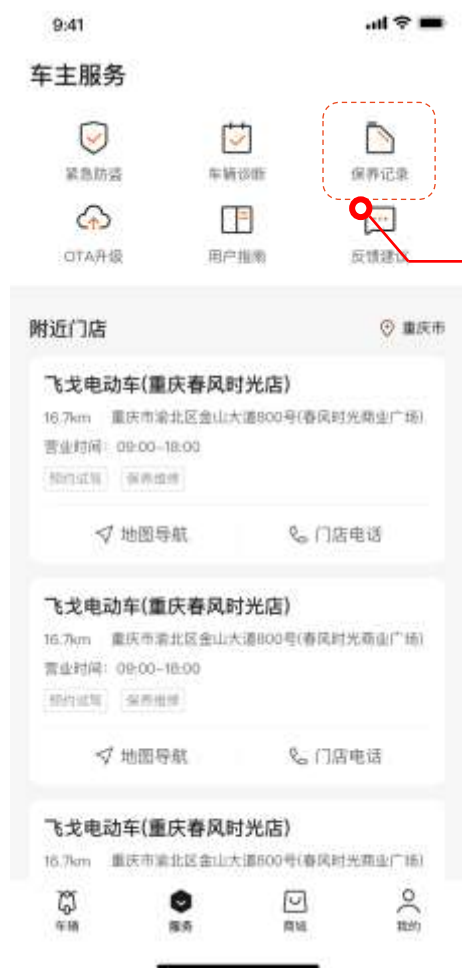 9:41
车主服务
紧急防盗 车辆诊断 保养记录
OTA升级 用户指南 反馈建议
附近门店 重庆市
飞戈电动车(重庆春风时光店)
16.7km 重庆市渝北区金山大道800号(春风时光商业广场)
营业时间：09:00-18:00
预约试驾 保养维修
地图导航 门店电话
飞戈电动车(重庆春风时光店)
16.7km 重庆市渝北区金山大道800号(春风时光商业广场)
营业时间：09:00-18:00
预约试驾 保养维修
地图导航 门店电话
飞戈电动车(重庆春风时光店)
16.7km 重庆市渝北区金山大道800号(春风时光商业广场)
车辆 服务 商城 我的